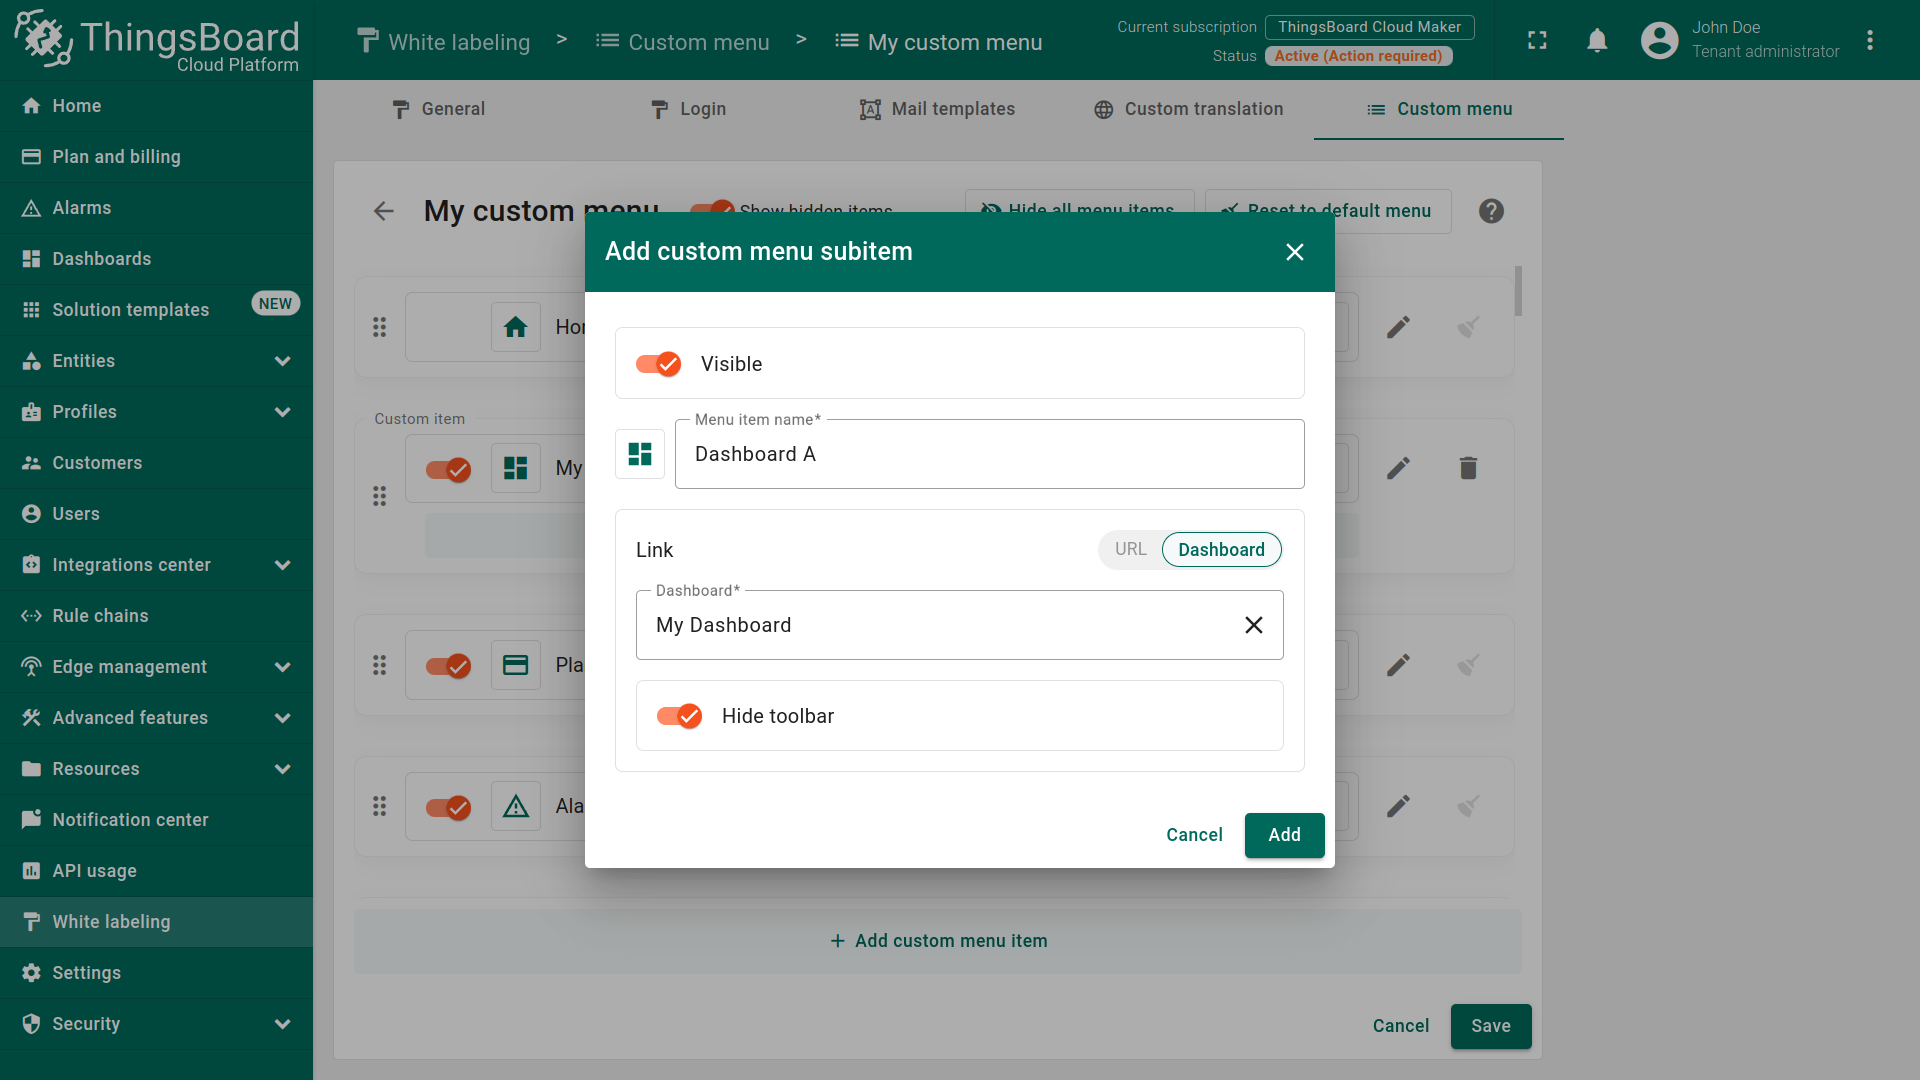 ThingsBoard
Cloud Platform
White labeling > Custom menu > My custom menu
Current subscription ThingsBoard Cloud Maker
Status Active (Action required)
John Doe
Tenant administrator
Home
Plan and billing
Alarms
Dashboards
Solution templates NEW
Entities
Profiles
Customers
Users
Integrations center
Rule chains
Edge management
Advanced features
Resources
Notification center
API usage
White labeling
Settings
Security
General
Login
Mail templates
Custom translation
Custom menu
My custom menu
Show hidden items
Hide all menu items
Reset to default menu
Hor
Custom item
My
Pla
Ala
Add custom menu subitem
Visible
Menu item name*
Dashboard A
Link
URL Dashboard
Dashboard*
My Dashboard
Hide toolbar
Cancel Add
+ Add custom menu item
Cancel Save